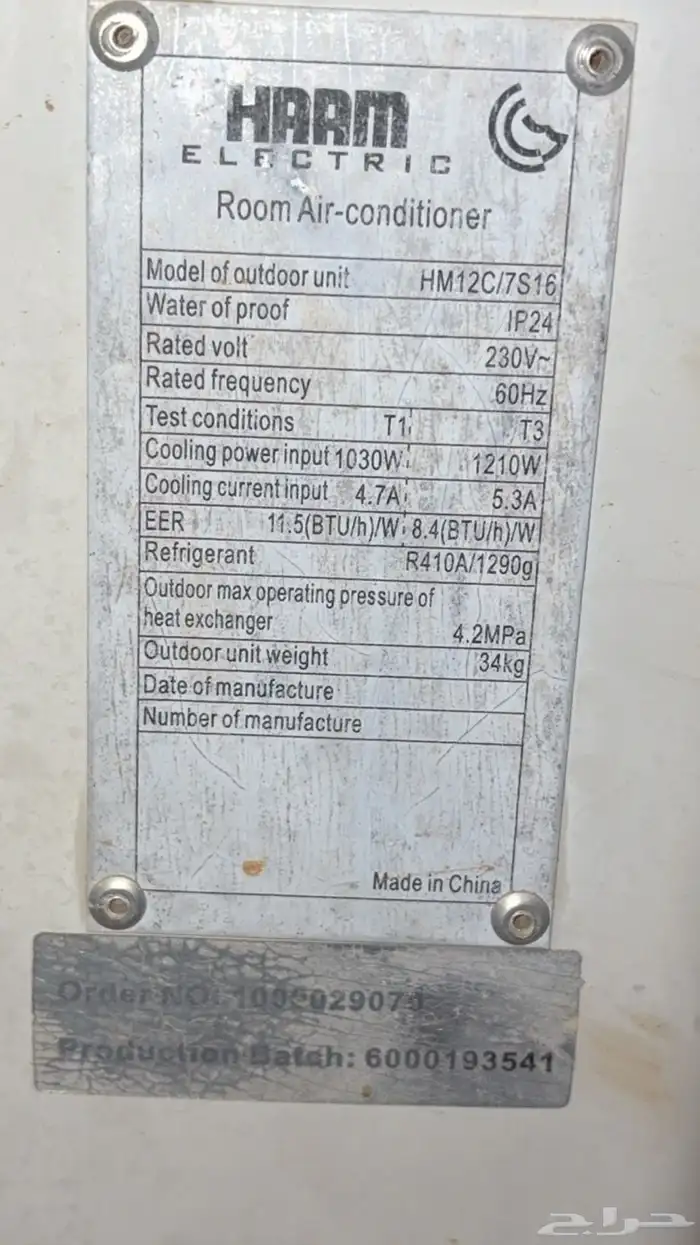 HARM
ELECTRIC
Room Air-conditioner
Model of outdoor unit HM12C/7S16
Water of proof IP24
Rated volt 230V~
Rated frequency 60Hz
Test conditions T1 T3
Cooling power input 1030W 1210W
Cooling current input 4.7A 5.3A
EER 11.5(BTU/h)/W 8.4(BTU/h)/W
Refrigerant R410A/1290g
Outdoor max operating pressure of
heat exchanger 4.2MPa
Outdoor unit weight 34kg
Date of manufacture
Number of manufacture
Made in China
Order NO:
Production Batch: 6000193541
حراج